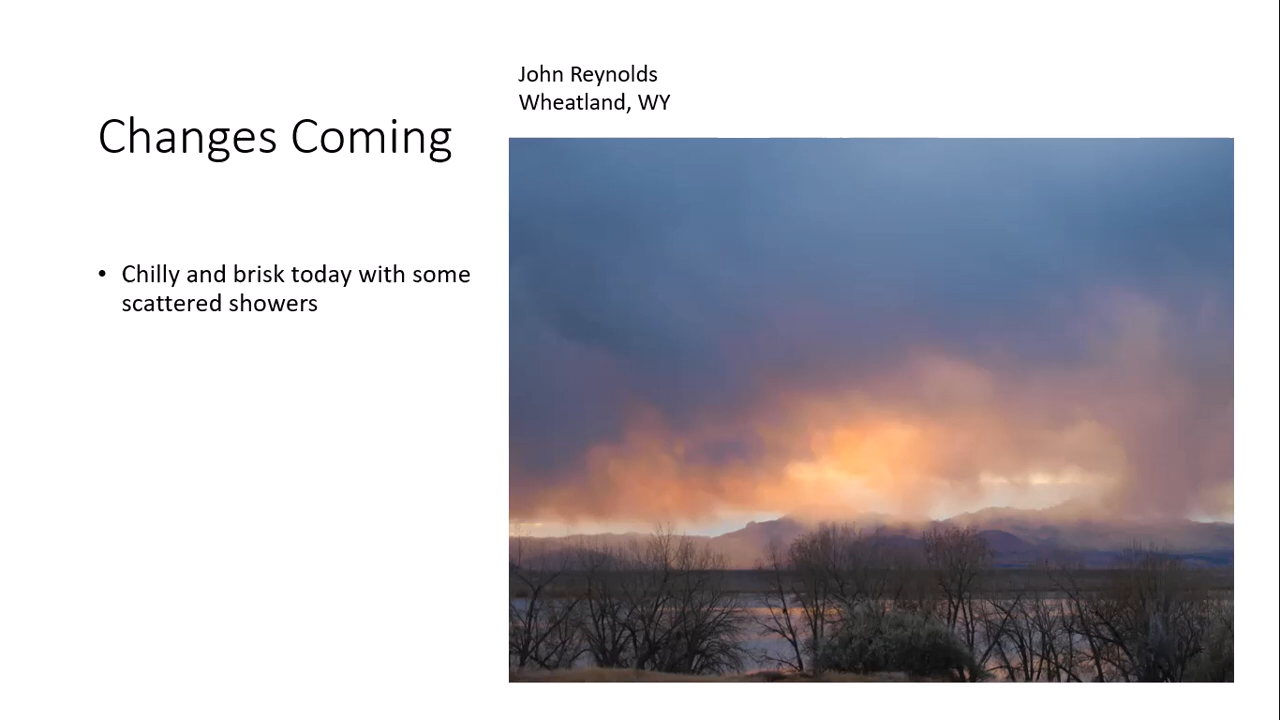 John Reynolds
Wheatland, WY
Changes Coming
• Chilly and brisk today with some
scattered showers